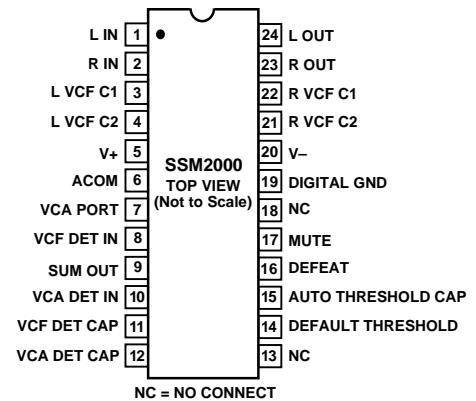 L IN 1
R IN 2
L VCF C1 3
L VCF C2 4
V+ 5
ACOM 6
VCA PORT 7
VCF DET IN 8
SUM OUT 9
VCA DET IN 10
VCF DET CAP 11
VCA DET CAP 12
SSM2000
TOP VIEW
(Not to Scale)
24 L OUT
23 R OUT
22 R VCF C1
21 R VCF C2
20 V–
19 DIGITAL GND
18 NC
17 MUTE
16 DEFEAT
15 AUTO THRESHOLD CAP
14 DEFAULT THRESHOLD
13 NC
NC = NO CONNECT